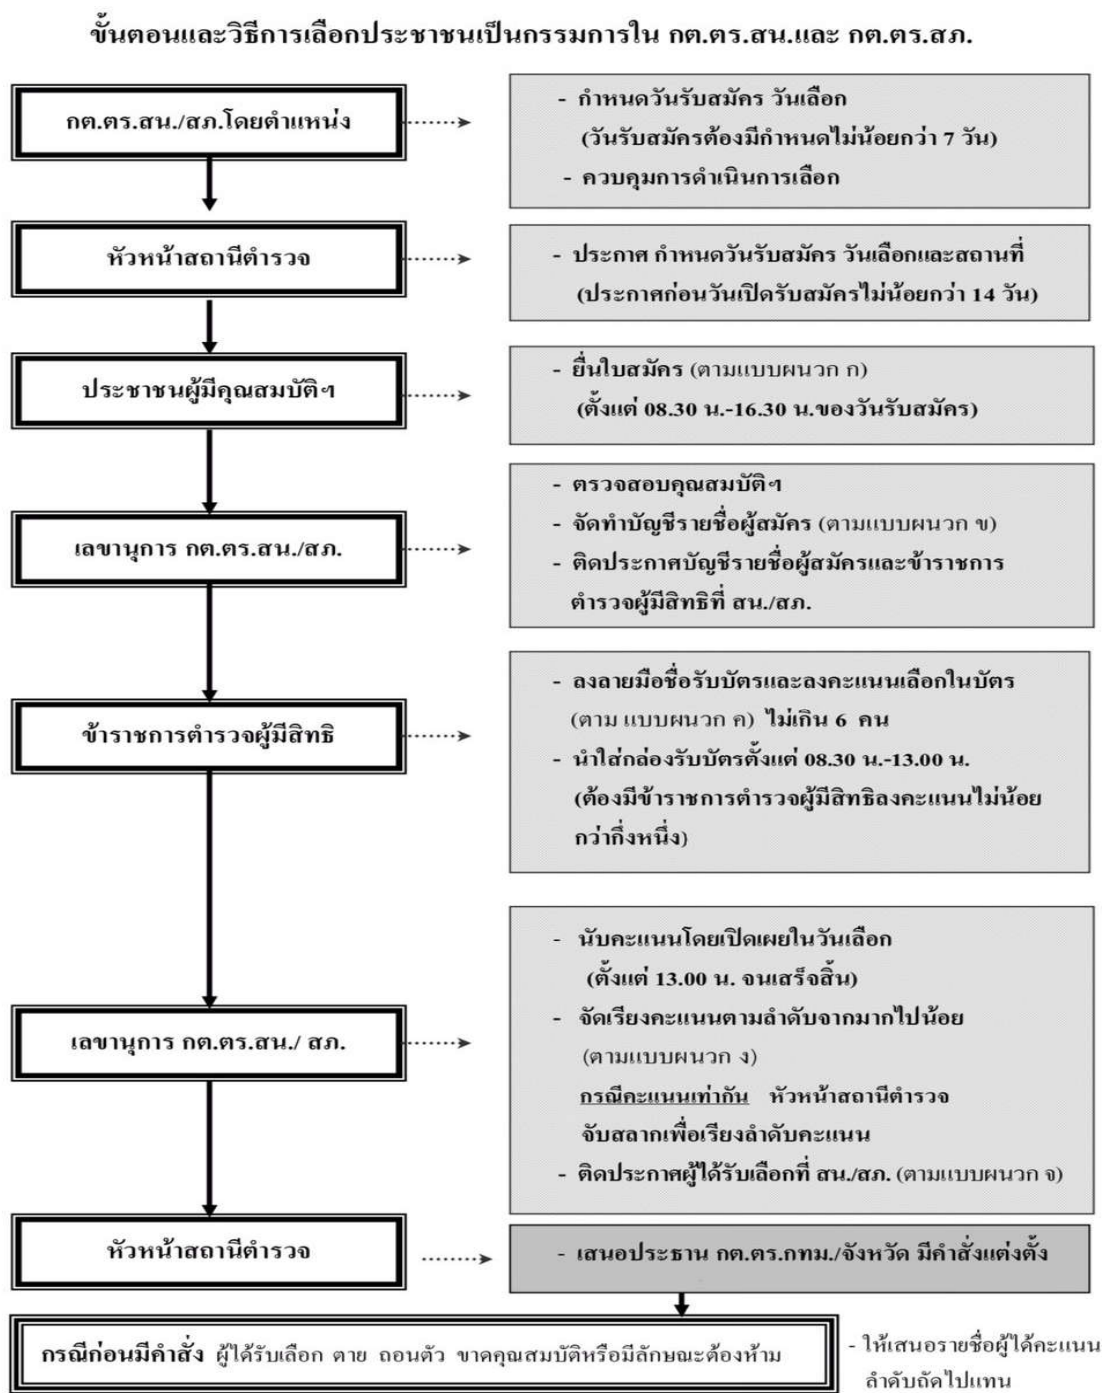 ขั้นตอนและวิธีการเลือกประชาชนเป็นกรรมการใน กต.ตร.สน.และ กต.ตร.สภ.
กต.ตร.สน./สภ.โดยตำแหน่ง
- กำหนดวันรับสมัคร วันเลือก
(วันรับสมัครต้องมีกำหนดไม่น้อยกว่า 7 วัน)
- ควบคุมการดำเนินการเลือก
หัวหน้าสถานีตำรวจ
- ประกาศ กำหนดวันรับสมัคร วันเลือกและสถานที่
(ประกาศก่อนวันเปิดรับสมัครไม่น้อยกว่า 14 วัน)
ประชาชนผู้มีคุณสมบัติฯ
- ยื่นใบสมัคร (ตามแบบผนวก ก)
(ตั้งแต่ 08.30 น.-16.30 น.ของวันรับสมัคร)
เลขานุการ กต.ตร.สน./สภ.
- ตรวจสอบคุณสมบัติฯ
- จัดทำบัญชีรายชื่อผู้สมัคร (ตามแบบผนวก ข)
- ติดประกาศบัญชีรายชื่อผู้สมัครและข้าราชการ
ตำรวจผู้มีสิทธิที่ สน./สภ.
ข้าราชการตำรวจผู้มีสิทธิ
- ลงลายมือชื่อรับบัตรและลงคะแนนเลือกในบัตร
(ตาม แบบผนวก ค) ไม่เกิน 6 คน
- นำใส่กล่องรับบัตรตั้งแต่ 08.30 น.-13.00 น.
(ต้องมีข้าราชการตำรวจผู้มีสิทธิลงคะแนนไม่น้อย
กว่ากึ่งหนึ่ง)
เลขานุการ กต.ตร.สน./ สภ.
- นับคะแนนโดยเปิดเผยในวันเลือก
(ตั้งแต่ 13.00 น. จนเสร็จสิ้น)
- จัดเรียงคะแนนตามลำดับจากมากไปน้อย
(ตามแบบผนวก ง)
กรณีคะแนนเท่ากัน หัวหน้าสถานีตำรวจ
จับสลากเพื่อเรียงลำดับคะแนน
- ติดประกาศผู้ได้รับเลือกที่ สน./สภ. (ตามแบบผนวก จ)
หัวหน้าสถานีตำรวจ
- เสนอประธาน กต.ตร.กทม./จังหวัด มีคำสั่งแต่งตั้ง
กรณีก่อนมีคำสั่ง ผู้ได้รับเลือก ตาย ถอนตัว ขาดคุณสมบัติหรือมีลักษณะต้องห้าม
- ให้เสนอรายชื่อผู้ได้คะแนน
ลำดับถัดไปแทน